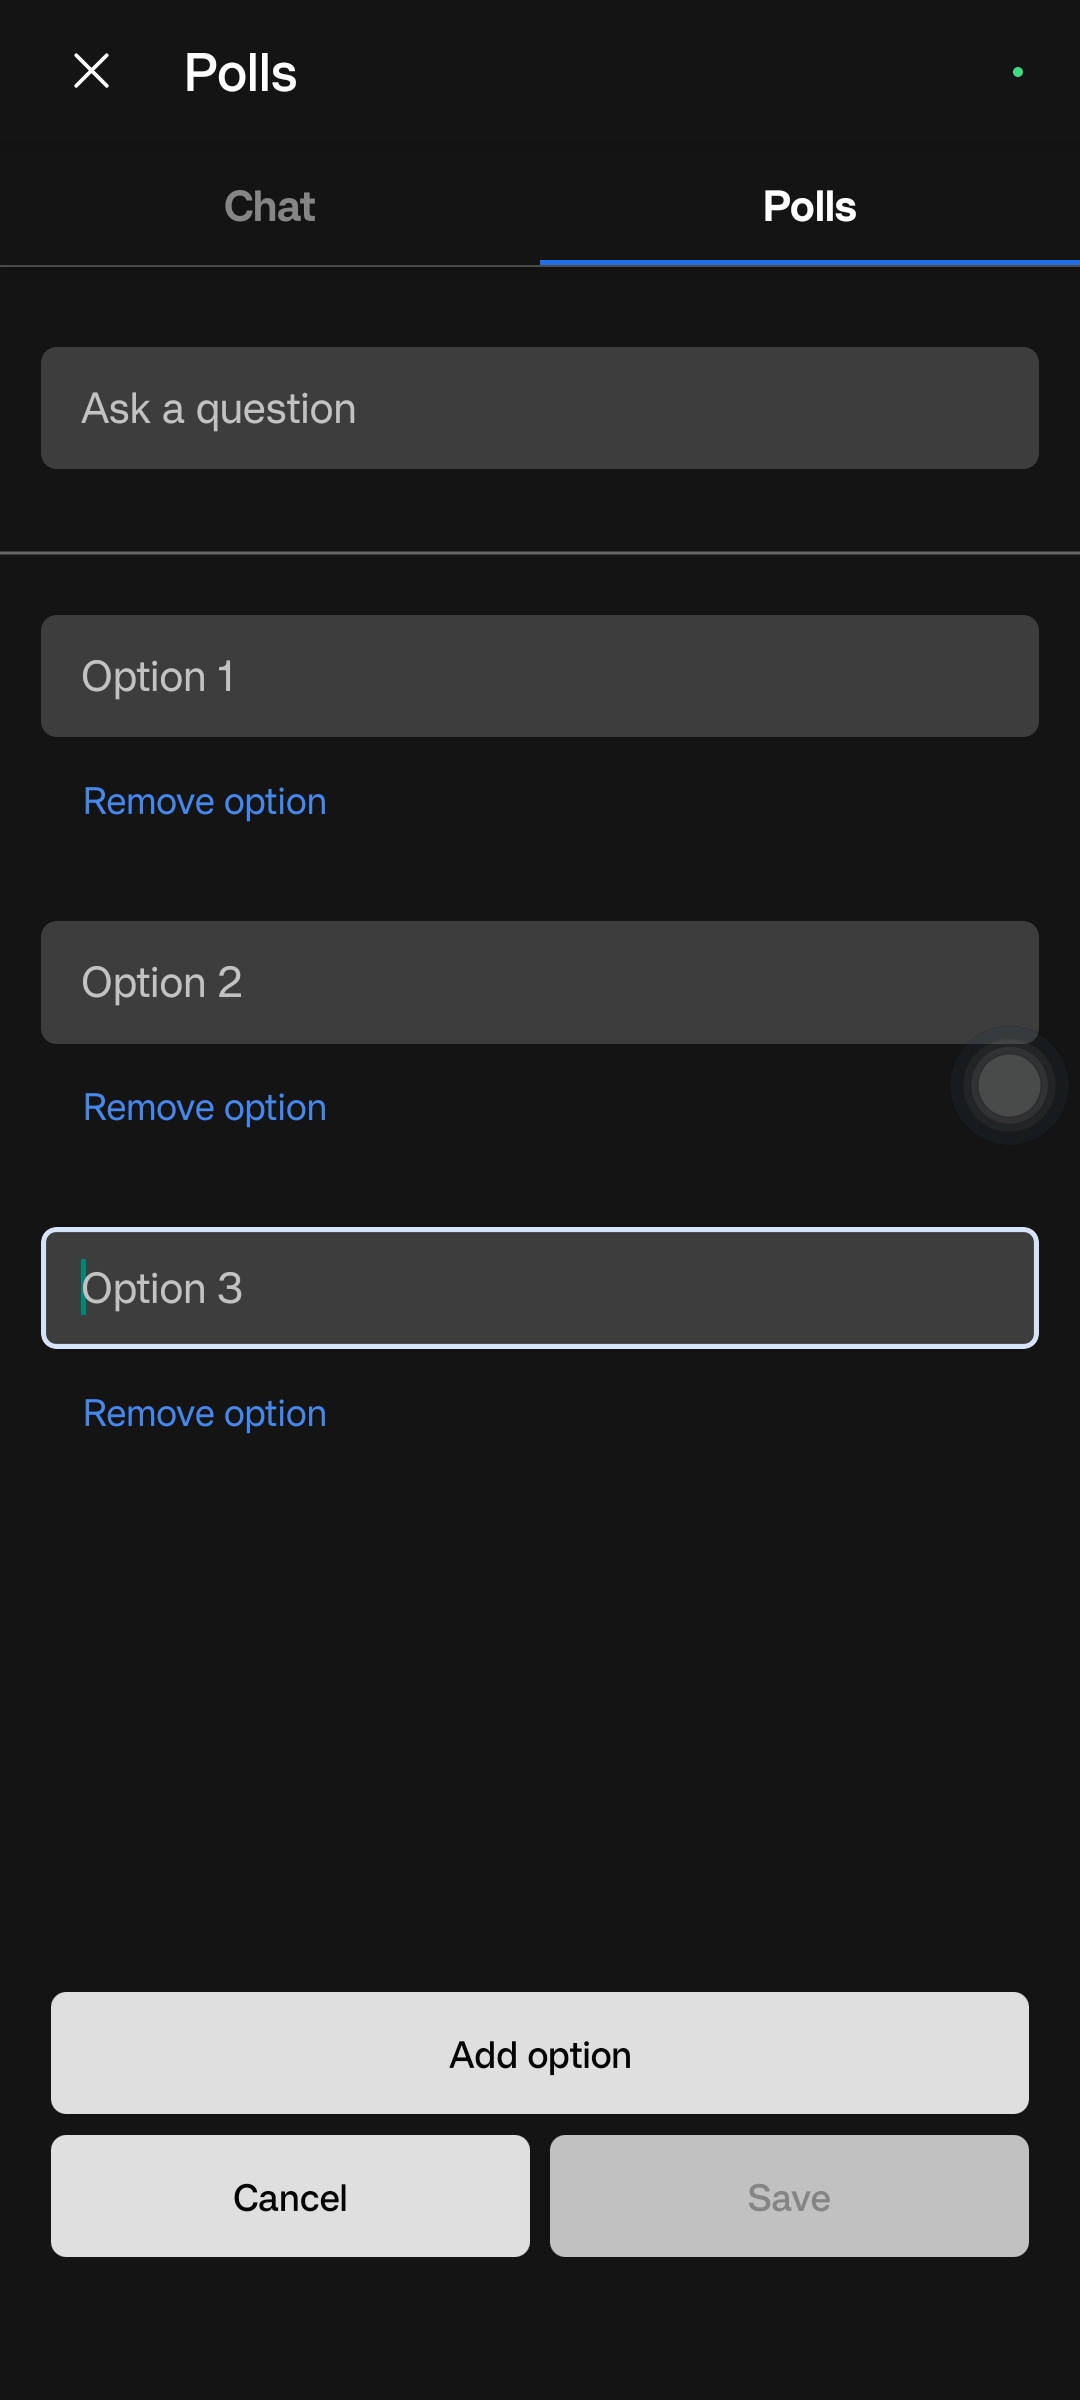 Polls
Chat
Polls
Ask a question
Option 1
Remove option
Option 2
Remove option
Option 3
Remove option
Add option
Cancel
Save